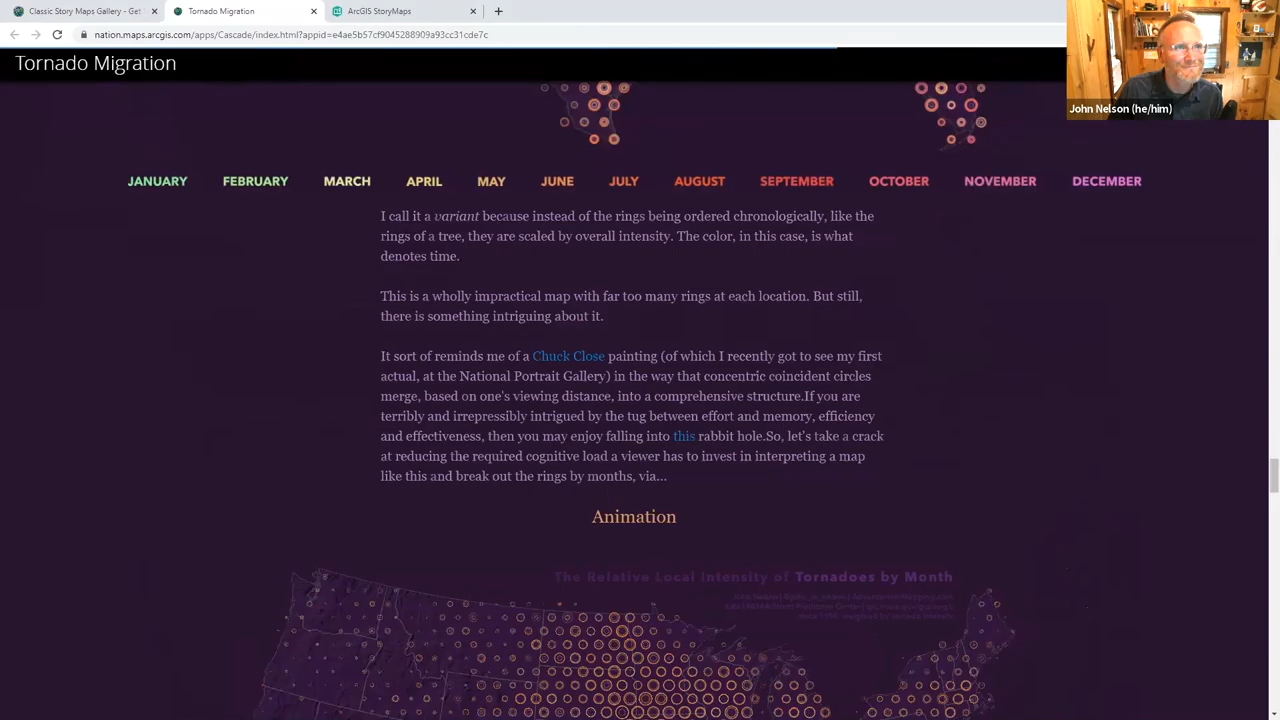 Classic Story Maps Gallery - Get
Tornado Migration
ArcGIS StoryMaps
nation.maps.arcgis.com/apps/Cascade/index.html?appid=e4ae5b57cf9045288909a93cc31cde7c
Tornado Migration
John Nelson (he/him)
JANUARY FEBRUARY MARCH APRIL MAY JUNE JULY AUGUST SEPTEMBER OCTOBER NOVEMBER DECEMBER
I call it a variant because instead of the rings being ordered chronologically, like the
rings of a tree, they are scaled by overall intensity. The color, in this case, is what
denotes time.
This is a wholly impractical map with far too many rings at each location. But still,
there is something intriguing about it.
It sort of reminds me of a Chuck Close painting (of which I recently got to see my first
actual, at the National Portrait Gallery) in the way that concentric coincident circles
merge, based on one's viewing distance, into a comprehensive structure.If you are
terribly and irrepressibly intrigued by the tug between effort and memory, efficiency
and effectiveness, then you may enjoy falling into this rabbit hole.So, let's take a crack
at reducing the required cognitive load a viewer has to invest in interpreting a map
like this and break out the rings by months, via...
Animation
The Relative Local Intensity of Tornadoes by Month